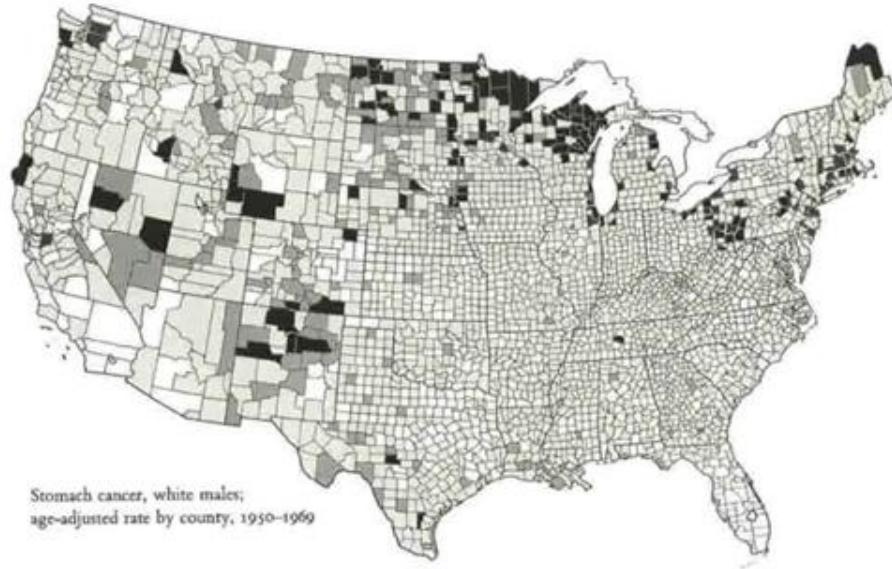 Stomach cancer, white males;
age-adjusted rate by county, 1950–1969